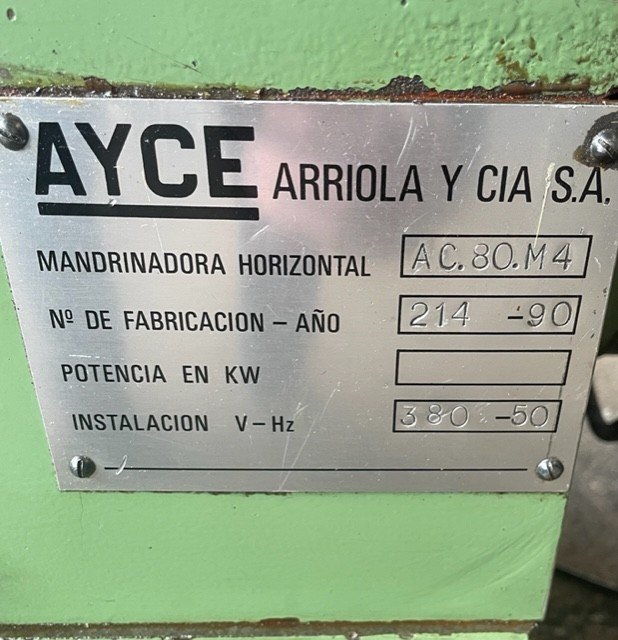 AYCE ARRIOLA Y CIA S.A.
MANDRINADORA HORIZONTAL AC.80.M4
Nº DE FABRICACION - AÑO 214 -90
POTENCIA EN KW
INSTALACION V-Hz 380 -50